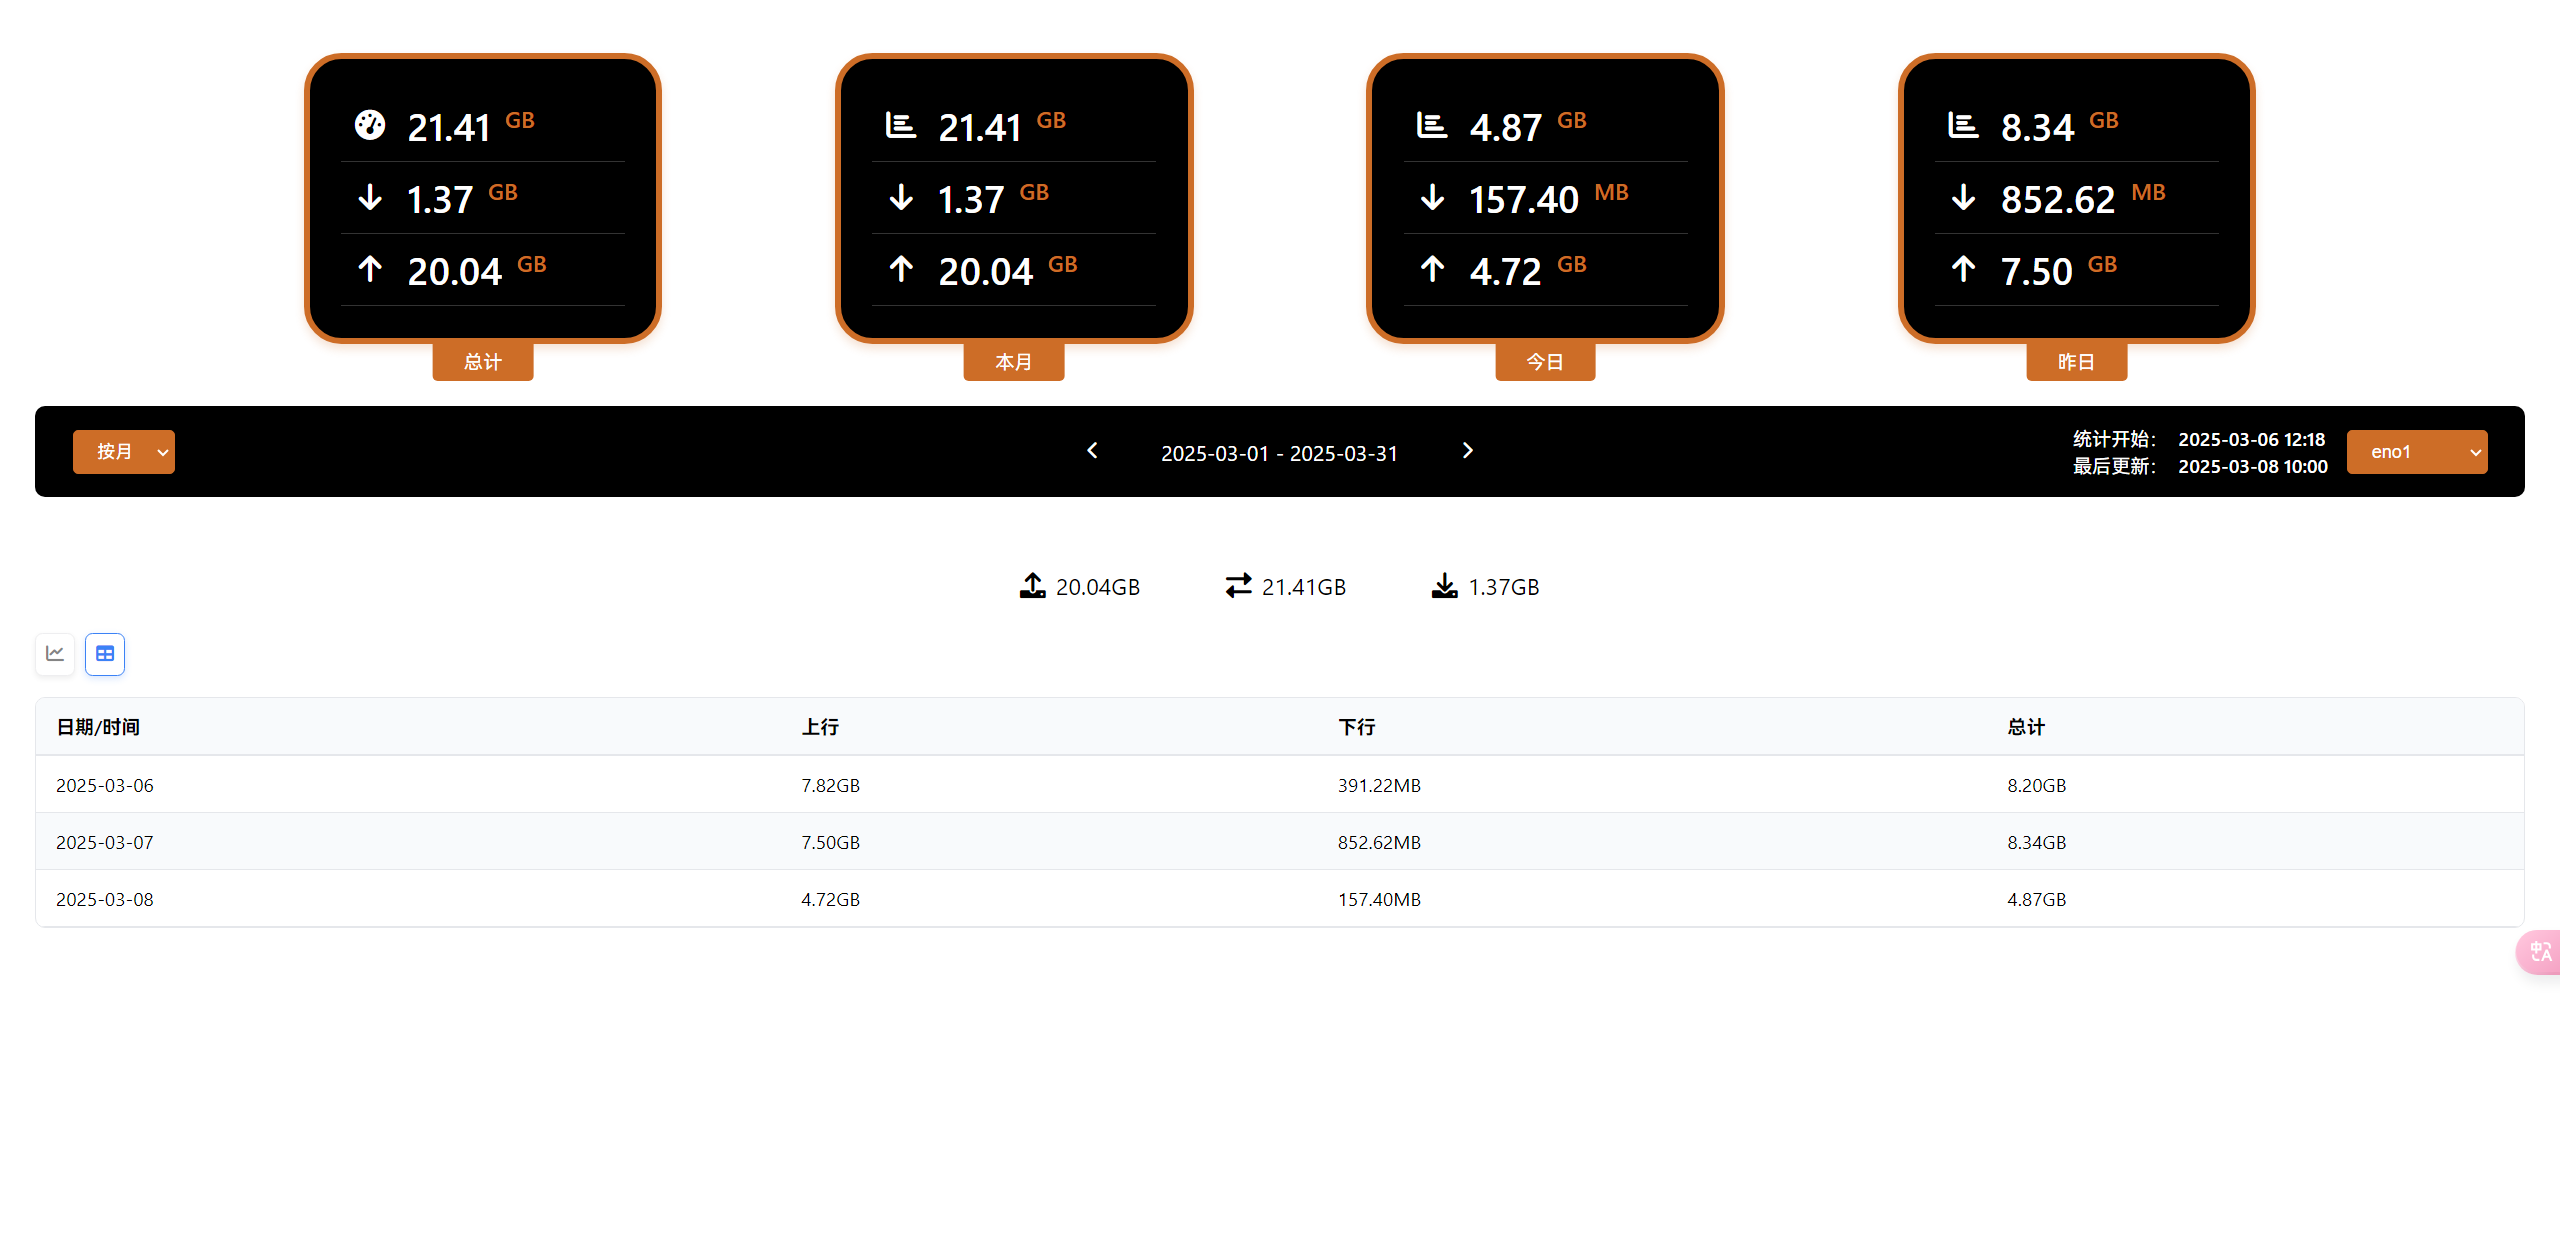 21.41 GB
1.37 GB
20.04 GB
总计
21.41 GB
1.37 GB
20.04 GB
本月
4.87 GB
157.40 MB
4.72 GB
今日
8.34 GB
852.62 MB
7.50 GB
昨日
按月
2025-03-01 - 2025-03-31
统计开始: 2025-03-06 12:18
最后更新: 2025-03-08 10:00
eno1
20.04GB 21.41GB 1.37GB
日期/时间 上行 下行 总计
2025-03-06 7.82GB 391.22MB 8.20GB
2025-03-07 7.50GB 852.62MB 8.34GB
2025-03-08 4.72GB 157.40MB 4.87GB
中A